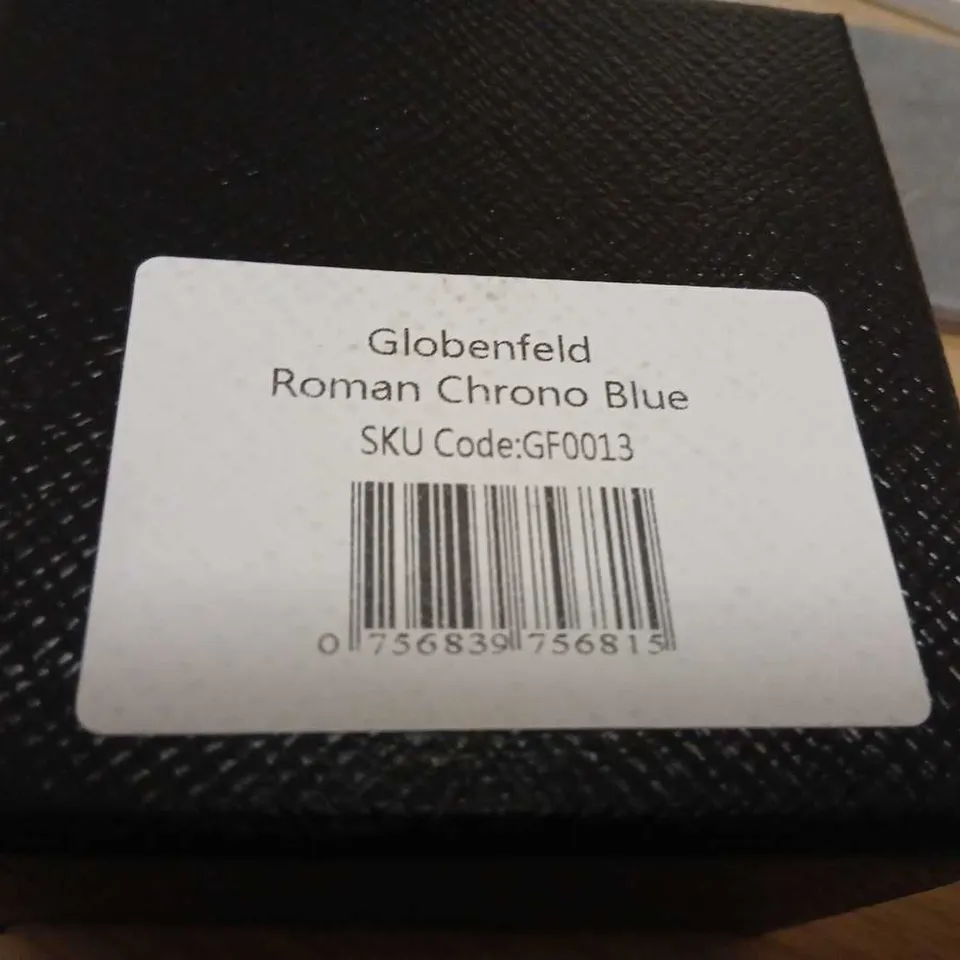 Globenfeld
Roman Chrono Blue
SKU Code:GF0013
0 756839 756815